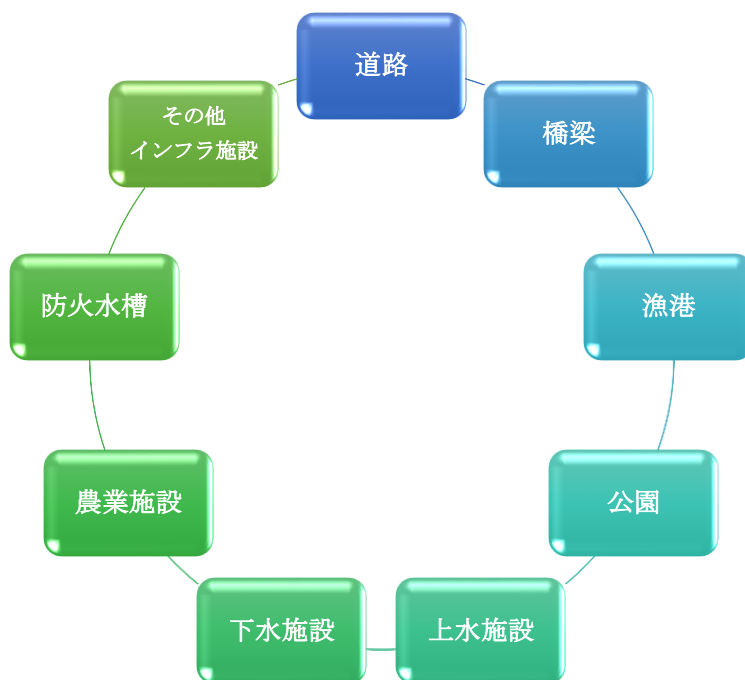 道路
橋梁
漁港
公園
上水施設
下水施設
農業施設
防火水槽
その他
インフラ施設